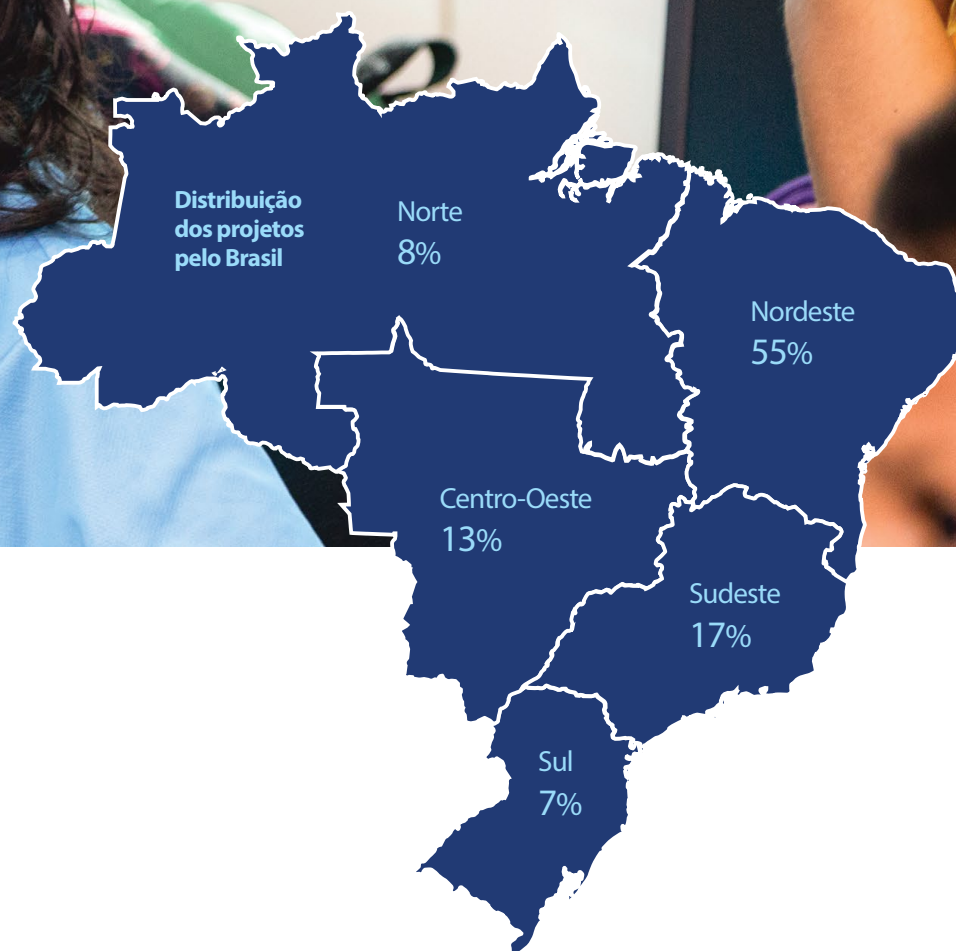 Distribuição
dos projetos
pelo Brasil
Norte
8%
Nordeste
55%
Centro-Oeste
13%
Sudeste
17%
Sul
7%